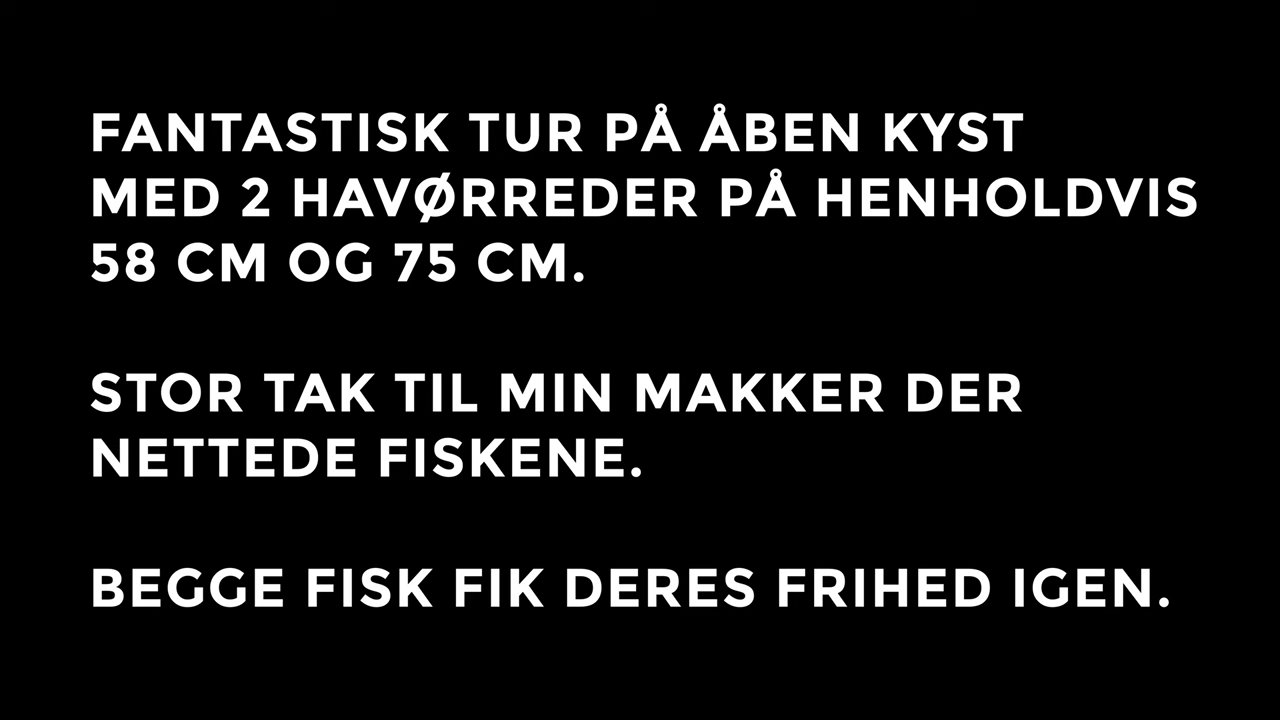 FANTASTISK TUR PÅ ÅBEN KYST
MED 2 HAVØRREDER PÅ HENHOLDVIS
58 CM OG 75 CM.
STOR TAK TIL MIN MAKKER DER
NETTEDE FISKENE.
BEGGE FISK FIK DERES FRIHED IGEN.